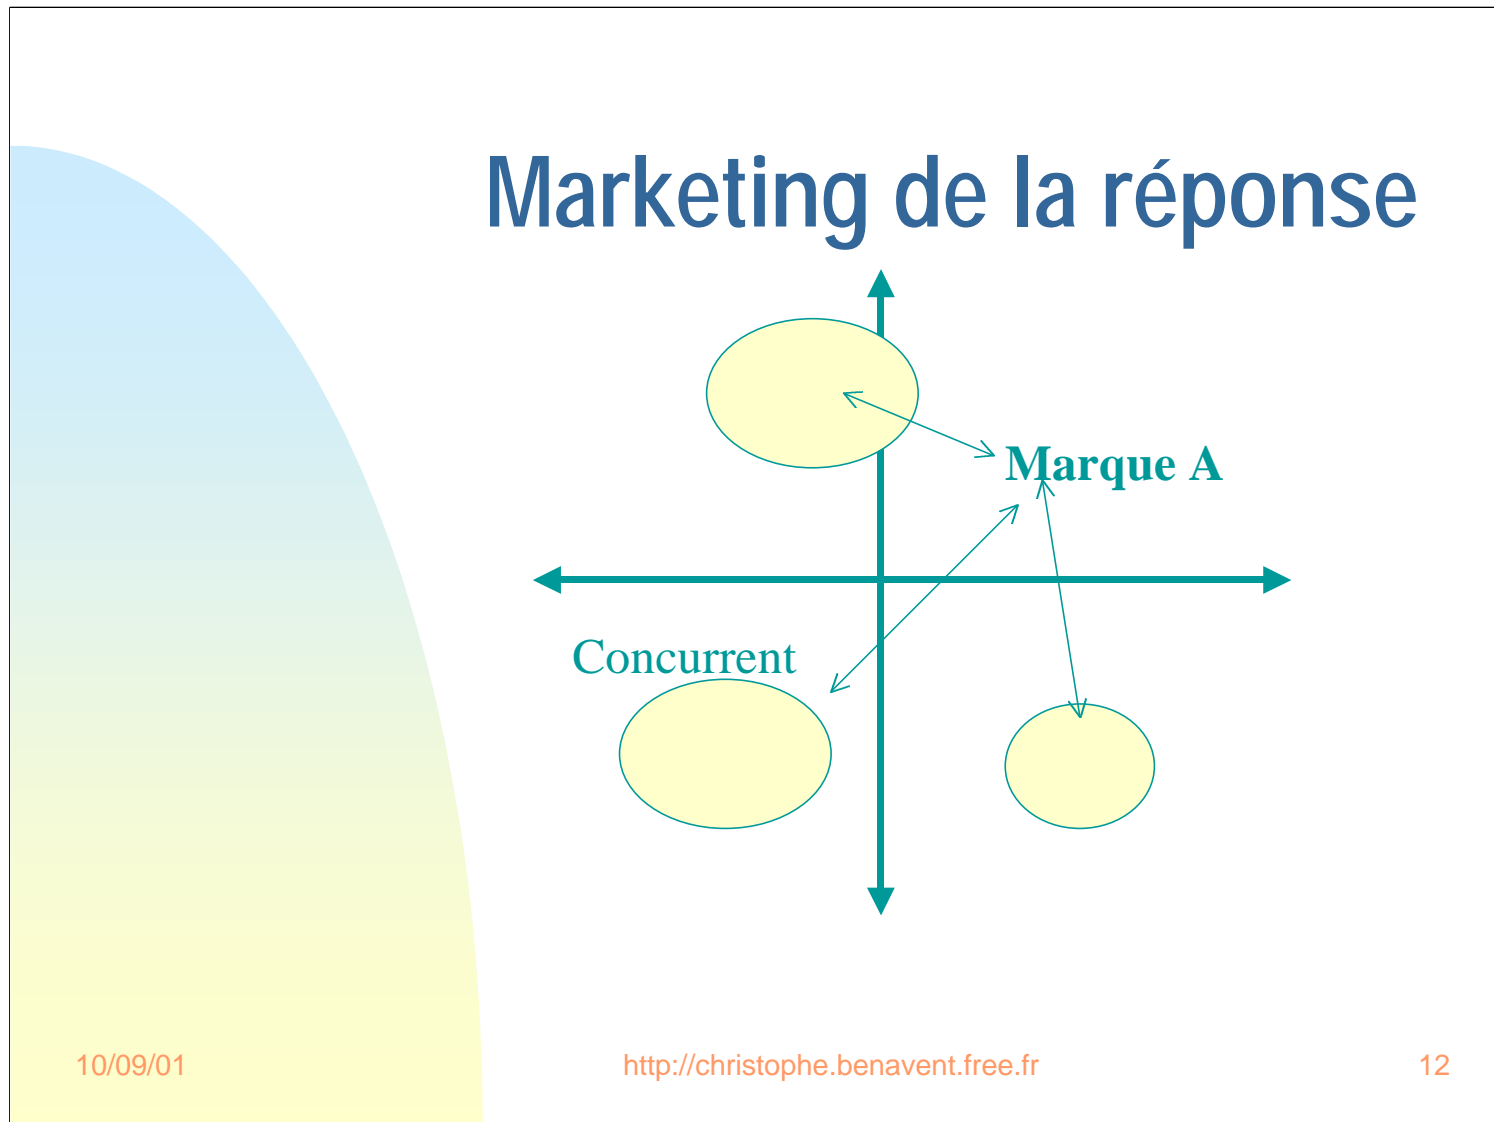 Marketing de la réponse
Marque A
Concurrent
10/09/01
http://christophe.benavent.free.fr
12